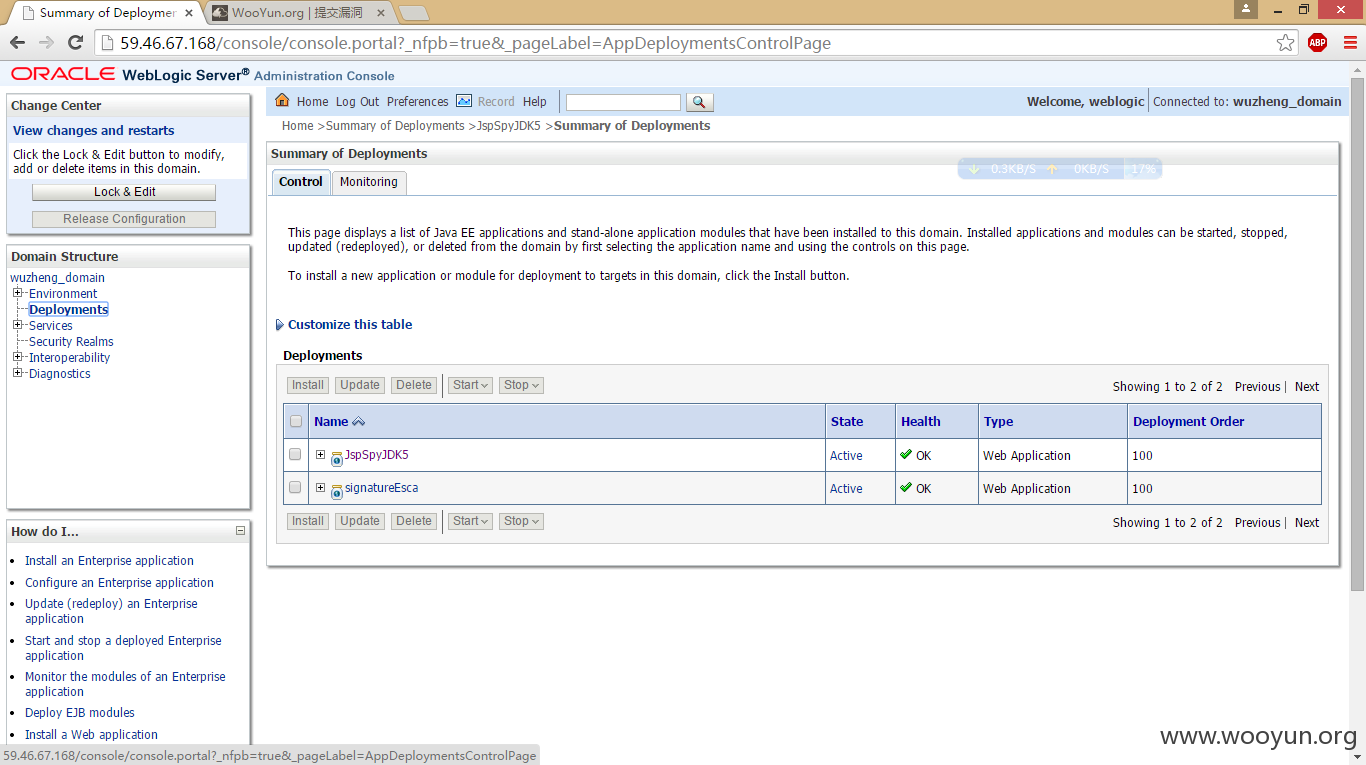 Summary of Deploymen
WooYun.org | 提交漏洞
59.46.67.168/console/console.portal?_nfpb=true&_pageLabel=AppDeploymentsControlPage
ABP
ORACLE WebLogic Server® Administration Console
Change Center
View changes and restarts
Click the Lock & Edit button to modify,
add or delete items in this domain.
Lock & Edit
Release Configuration
Domain Structure
wuzheng_domain
Environment
Deployments
Services
Security Realms
Interoperability
Diagnostics
How do I...
Install an Enterprise application
Configure an Enterprise application
Update (redeploy) an Enterprise
application
Start and stop a deployed Enterprise
application
Monitor the modules of an Enterprise
application
Deploy EJB modules
Install a Web application
Home Log Out Preferences Record Help
Welcome, weblogic Connected to: wuzheng_domain
Home >Summary of Deployments >JspSpyJDK5 >Summary of Deployments
Summary of Deployments
0.3KB/S 0KB/S 17%
Control Monitoring
This page displays a list of Java EE applications and stand-alone application modules that have been installed to this domain. Installed applications and modules can be started, stopped,
updated (redeployed), or deleted from the domain by first selecting the application name and using the controls on this page.
To install a new application or module for deployment to targets in this domain, click the Install button.
Customize this table
Deployments
Install Update Delete Start Stop Showing 1 to 2 of 2 Previous | Next
Name State Health Type Deployment Order
JspSpyJDK5 Active OK Web Application 100
signatureEsca Active OK Web Application 100
Install Update Delete Start Stop Showing 1 to 2 of 2 Previous | Next
www.wooyun.org
59.46.67.168/console/console.portal?_nfpb=true&_pageLabel=AppDeploymentsControlPage